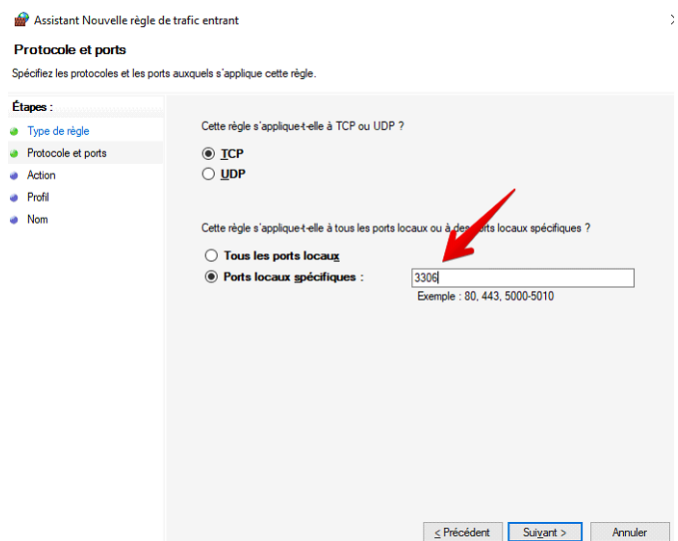 Assistant Nouvelle règle de trafic entrant
Protocole et ports
Spécifiez les protocoles et les ports auxquels s'applique cette règle.
Étapes :
Type de règle
Protocole et ports
Action
Profil
Nom
Cette règle s'applique-t-elle à TCP ou UDP ?
TCP
UDP
Cette règle s'applique-t-elle à tous les ports locaux ou à des ports locaux spécifiques ?
Tous les ports locaux
Ports locaux spécifiques :
3306
Exemple : 80, 443, 5000-5010
< Précédent
Suivant >
Annuler